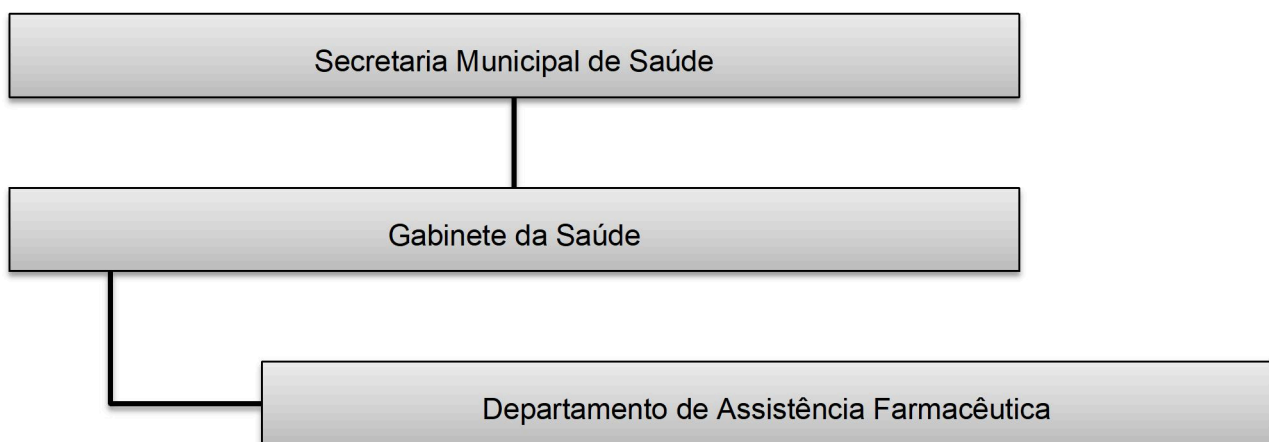 Secretaria Municipal de Saúde
Gabinete da Saúde
Departamento de Assistência Farmacêutica